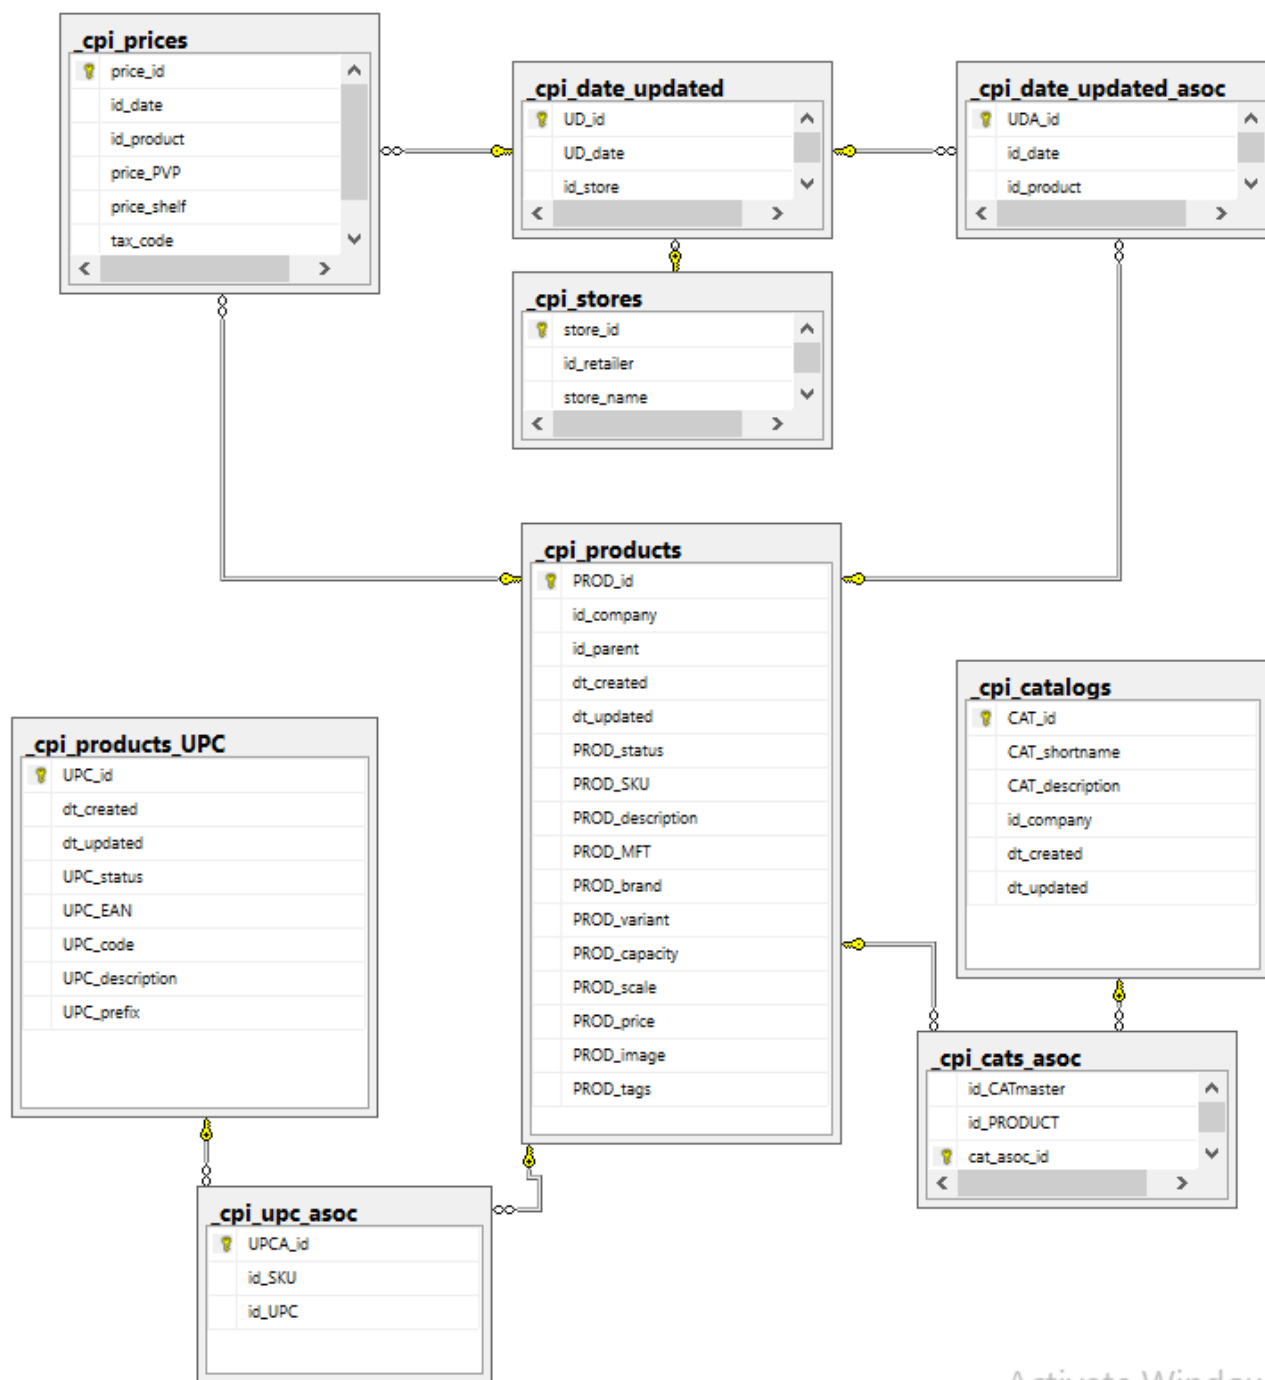 _cpi_prices
price_id
id_date
id_product
price_PVP
price_shelf
tax_code
_cpi_date_updated
UD_id
UD_date
id_store
_cpi_date_updated_asoc
UDA_id
id_date
id_product
_cpi_stores
store_id
id_retailer
store_name
_cpi_products
PROD_id
id_company
id_parent
dt_created
dt_updated
PROD_status
PROD_SKU
PROD_description
PROD_MFT
PROD_brand
PROD_variant
PROD_capacity
PROD_scale
PROD_price
PROD_image
PROD_tags
_cpi_catalogs
CAT_id
CAT_shortname
CAT_description
id_company
dt_created
dt_updated
_cpi_products_UPC
UPC_id
dt_created
dt_updated
UPC_status
UPC_EAN
UPC_code
UPC_description
UPC_prefix
_cpi_cats_asoc
id_CATmaster
id_PRODUCT
cat_asoc_id
_cpi_upc_asoc
UPCA_id
id_SKU
id_UPC